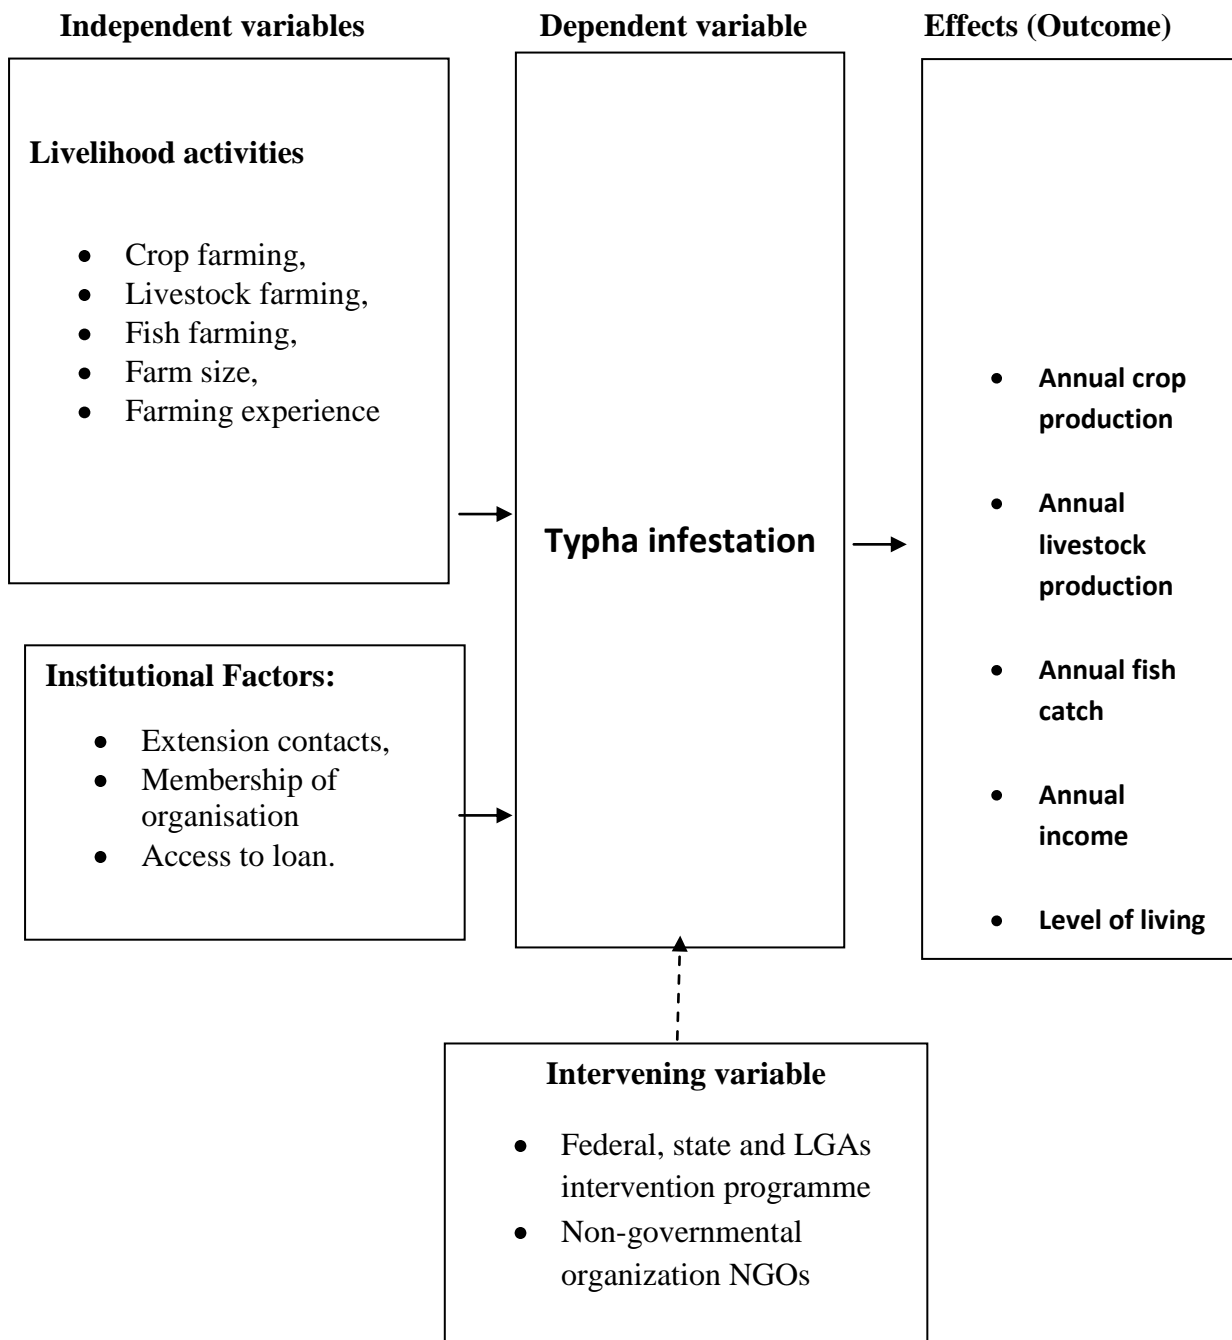 Independent variables
Dependent variable
Effects (Outcome)
Livelihood activities
• Crop farming,
• Livestock farming,
• Fish farming,
• Farm size,
• Farming experience
Institutional Factors:
• Extension contacts,
• Membership of
organisation
• Access to loan.
Typha infestation
• Annual crop
production
• Annual
livestock
production
• Annual fish
catch
• Annual
income
• Level of living
Intervening variable
• Federal, state and LGAs
intervention programme
• Non-governmental
organization NGOs